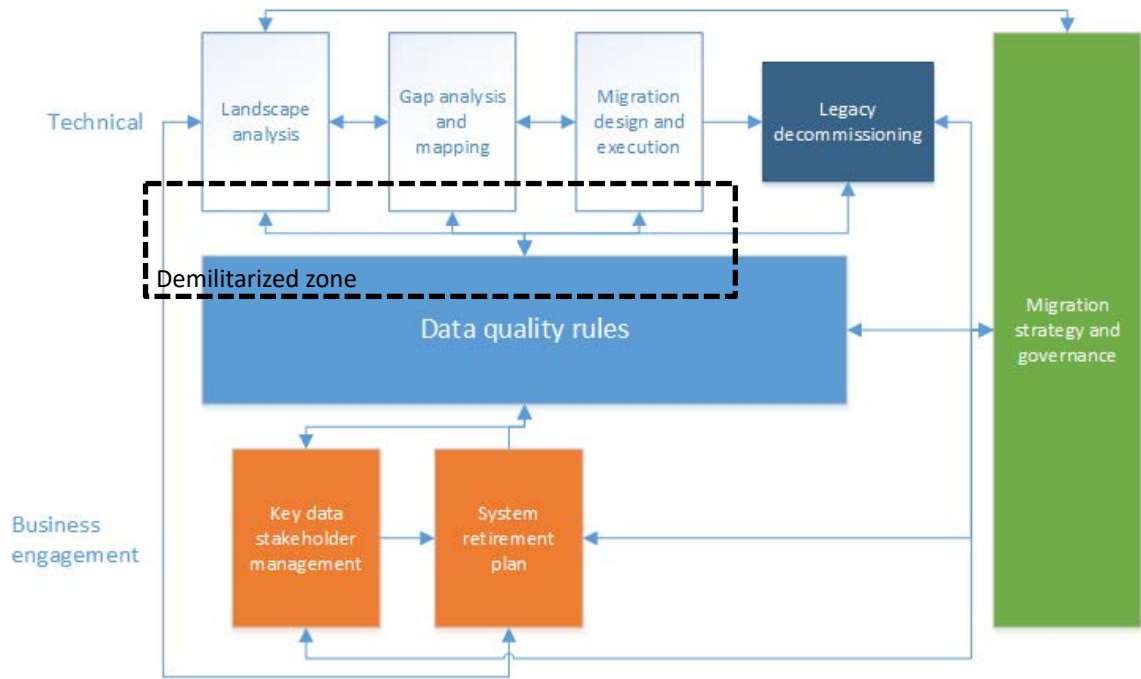 Technical
Landscape
analysis
Gap analysis
and
mapping
Migration
design and
execution
Legacy
decommissioning
Demilitarized zone
Data quality rules
Migration
strategy and
governance
Business
engagement
Key data
stakeholder
management
System
retirement
plan